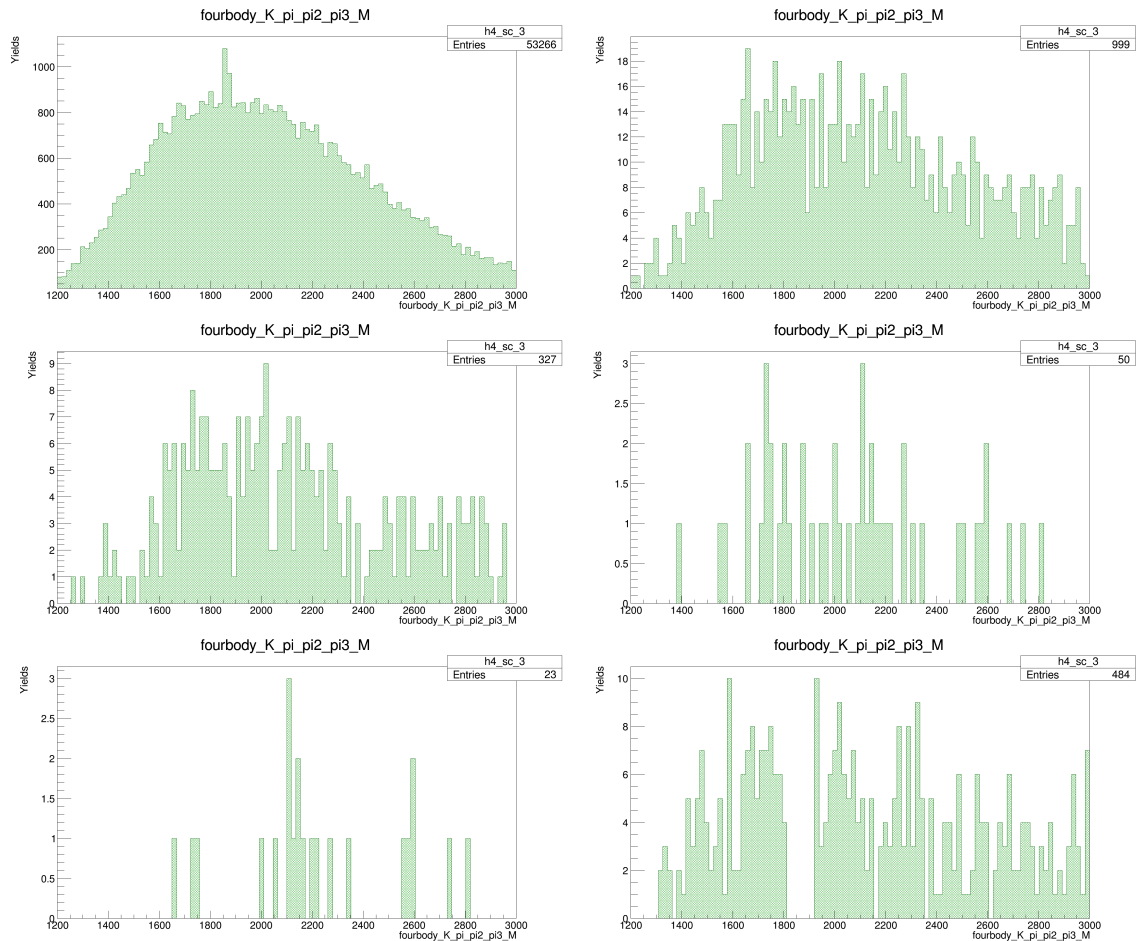 fourbody_K_pi_pi2_pi3_M
h4_sc_3
Entries 53266
Yields
1000
800
600
400
200
1200 1400 1600 1800 2000 2200 2400 2600 2800 3000
fourbody_K_pi_pi2_pi3_M
fourbody_K_pi_pi2_pi3_M
h4_sc_3
Entries 999
Yields
18
16
14
12
10
8
6
4
2
0
1200 1400 1600 1800 2000 2200 2400 2600 2800 3000
fourbody_K_pi_pi2_pi3_M
fourbody_K_pi_pi2_pi3_M
h4_sc_3
Entries 327
Yields
9
8
7
6
5
4
3
2
1
0
1200 1400 1600 1800 2000 2200 2400 2600 2800 3000
fourbody_K_pi_pi2_pi3_M
fourbody_K_pi_pi2_pi3_M
h4_sc_3
Entries 50
Yields
3
2.5
2
1.5
1
0.5
0
1200 1400 1600 1800 2000 2200 2400 2600 2800 3000
fourbody_K_pi_pi2_pi3_M
fourbody_K_pi_pi2_pi3_M
h4_sc_3
Entries 23
Yields
3
2.5
2
1.5
1
0.5
0
1200 1400 1600 1800 2000 2200 2400 2600 2800 3000
fourbody_K_pi_pi2_pi3_M
fourbody_K_pi_pi2_pi3_M
h4_sc_3
Entries 484
Yields
10
8
6
4
2
0
1200 1400 1600 1800 2000 2200 2400 2600 2800 3000
fourbody_K_pi_pi2_pi3_M